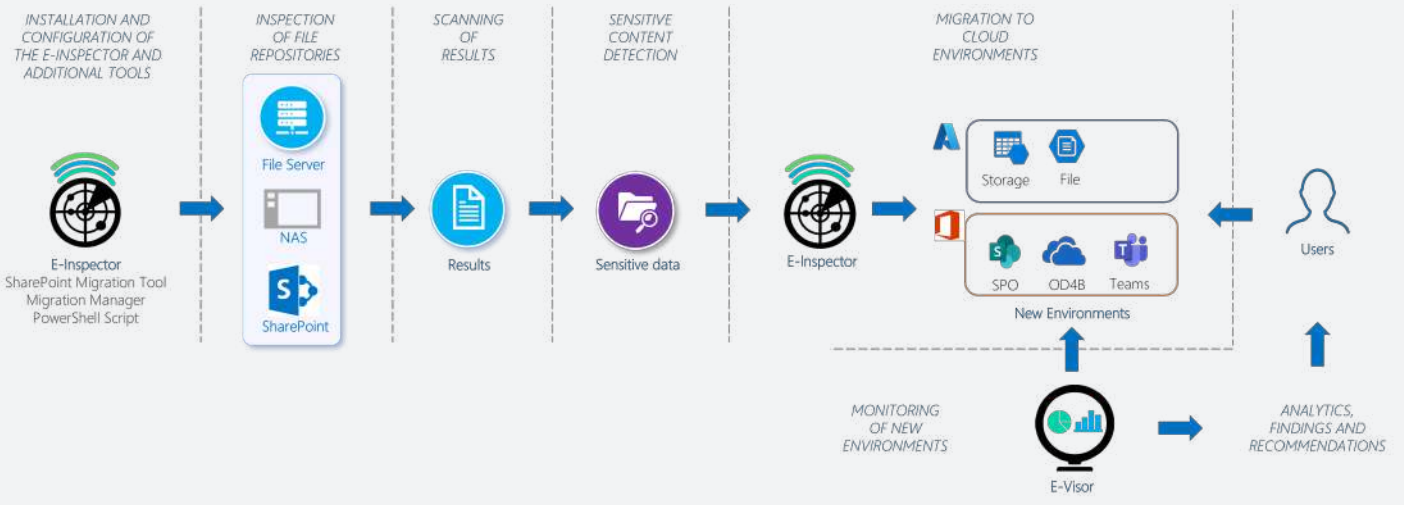 INSTALLATION AND
CONFIGURATION OF
THE E-INSPECTOR AND
ADDITIONAL TOOLS
INSPECTION
OF FILE
REPOSITORIES
SCANNING
OF
RESULTS
SENSITIVE
CONTENT
DETECTION
MIGRATION TO
CLOUD
ENVIRONMENTS
E-Inspector
SharePoint Migration Tool
Migration Manager
PowerShell Script
File Server
NAS
S
SharePoint
Results
Sensitive data
E-Inspector
Storage
File
S
T
SPO
OD4B
Teams
New Environments
Users
MONITORING
OF NEW
ENVIRONMENTS
E-Visor
ANALYTICS,
FINDINGS AND
RECOMMENDATIONS